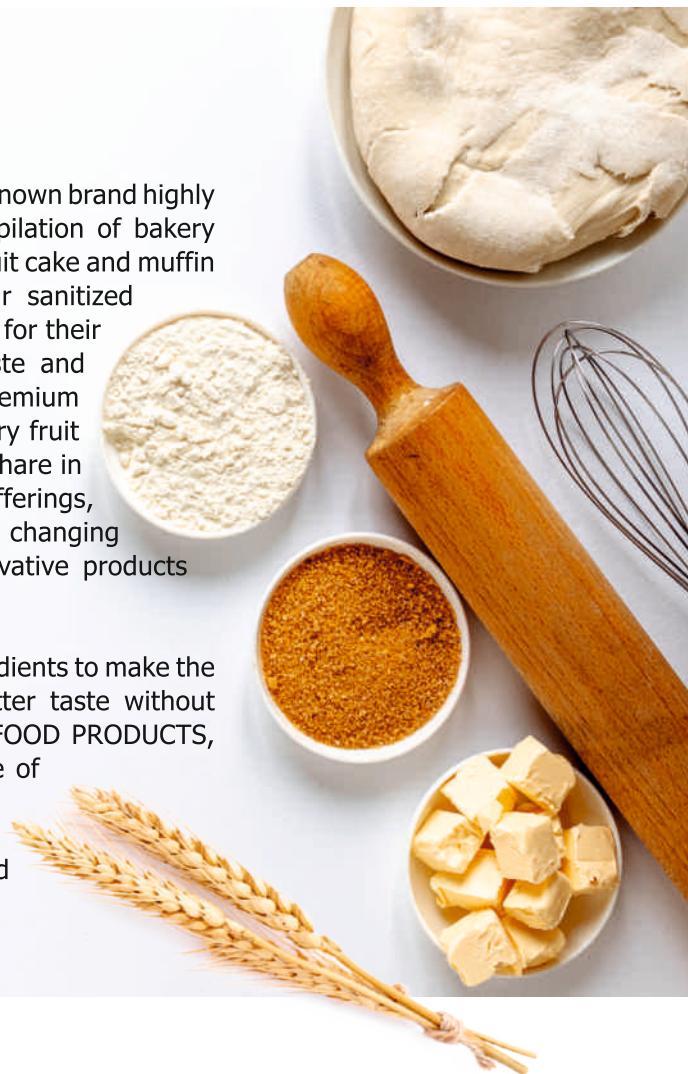 nown brand highly
pilation of bakery
it cake and muffin
r sanitized
for their
ste and
emium
ry fruit
hare in
fferings,
changing
vative products
dients to make the
tter taste without
FOOD PRODUCTS,
e of
d